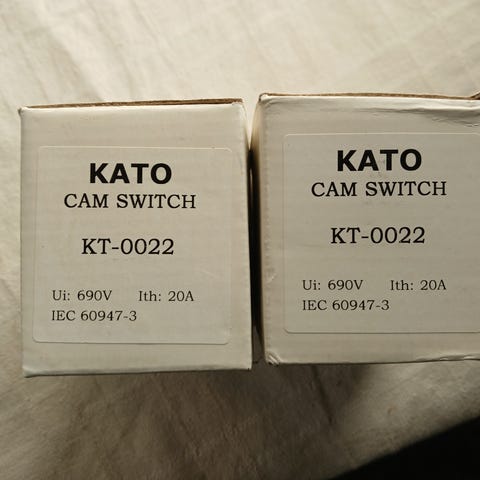 KATO
CAM SWITCH
KT-0022
Ui: 690V Ith: 20A
IEC 60947-3
KATO
CAM SWITCH
KT-0022
Ui: 690V Ith: 20A
IEC 60947-3